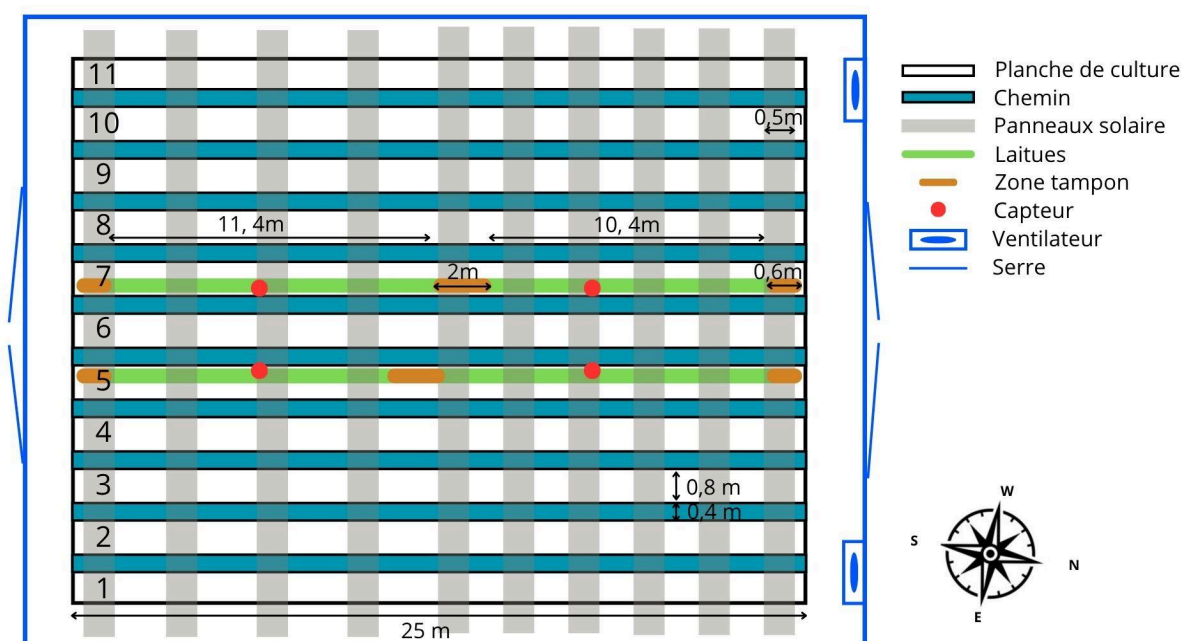 11
10
0,5m
9
8
11, 4m
10, 4m
7
2m
0,6m
6
5
4
3
0,8 m
0,4 m
2
1
25 m
Planche de culture
Chemin
Panneaux solaire
Laitues
Zone tampon
Capteur
Ventilateur
Serre
W
S
N
E